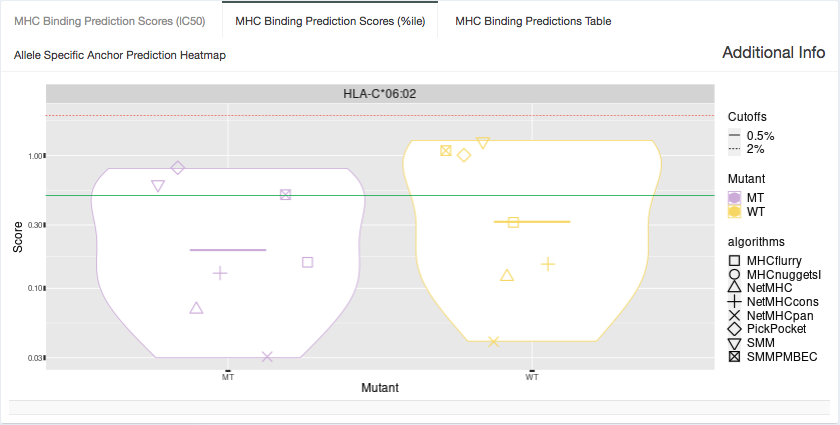 MHC Binding Prediction Scores (IC50)
MHC Binding Prediction Scores (%ile)
MHC Binding Predictions Table
Allele Specific Anchor Prediction Heatmap
Additional Info
HLA-C*06:02
Score
1.00
0.30
0.10
0.03
MT
WT
Mutant
Cutoffs
0.5%
2%
Mutant
MT
WT
algorithms
MHCflurry
MHCnuggetsI
NetMHC
NetMHCcons
NetMHCpan
PickPocket
SMM
SMMPMBEC